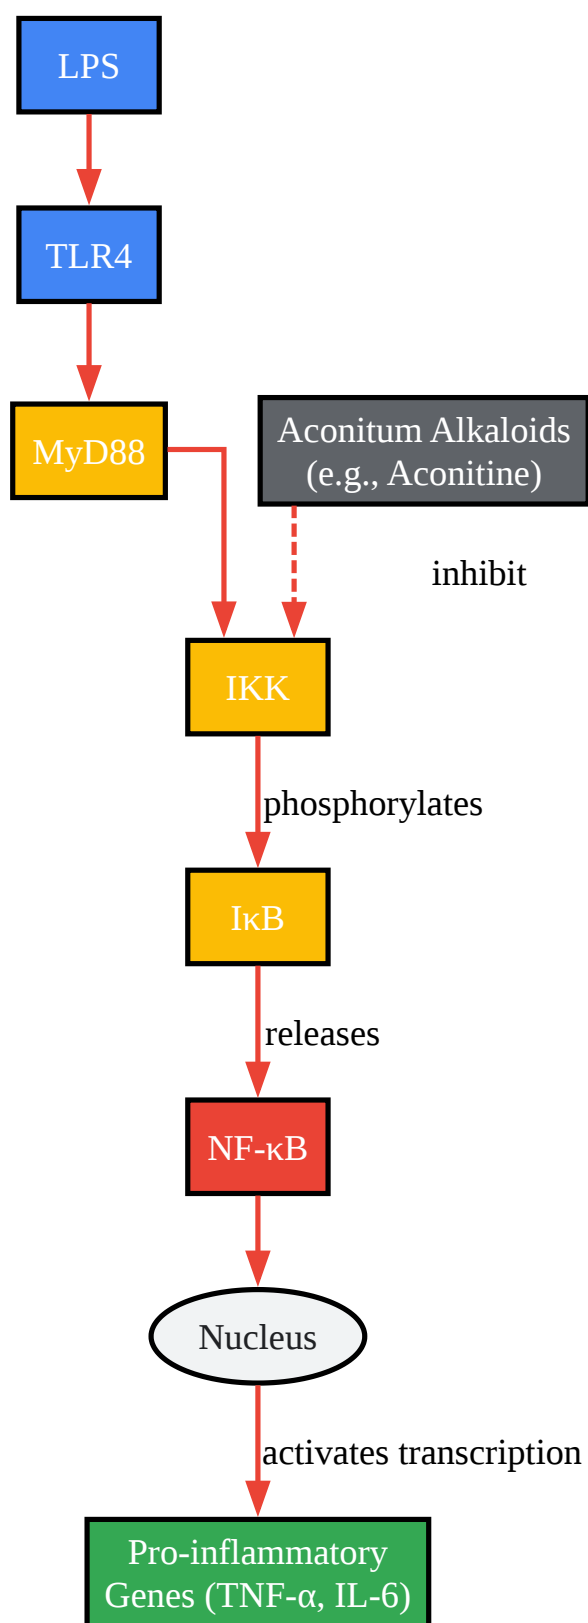 LPS
TLR4
MyD88
Aconitum Alkaloids
(e.g., Aconitine)
inhibit
IKK
phosphorylates
IκB
releases
NF-κB
Nucleus
activates transcription
Pro-inflammatory
Genes (TNF-α, IL-6)